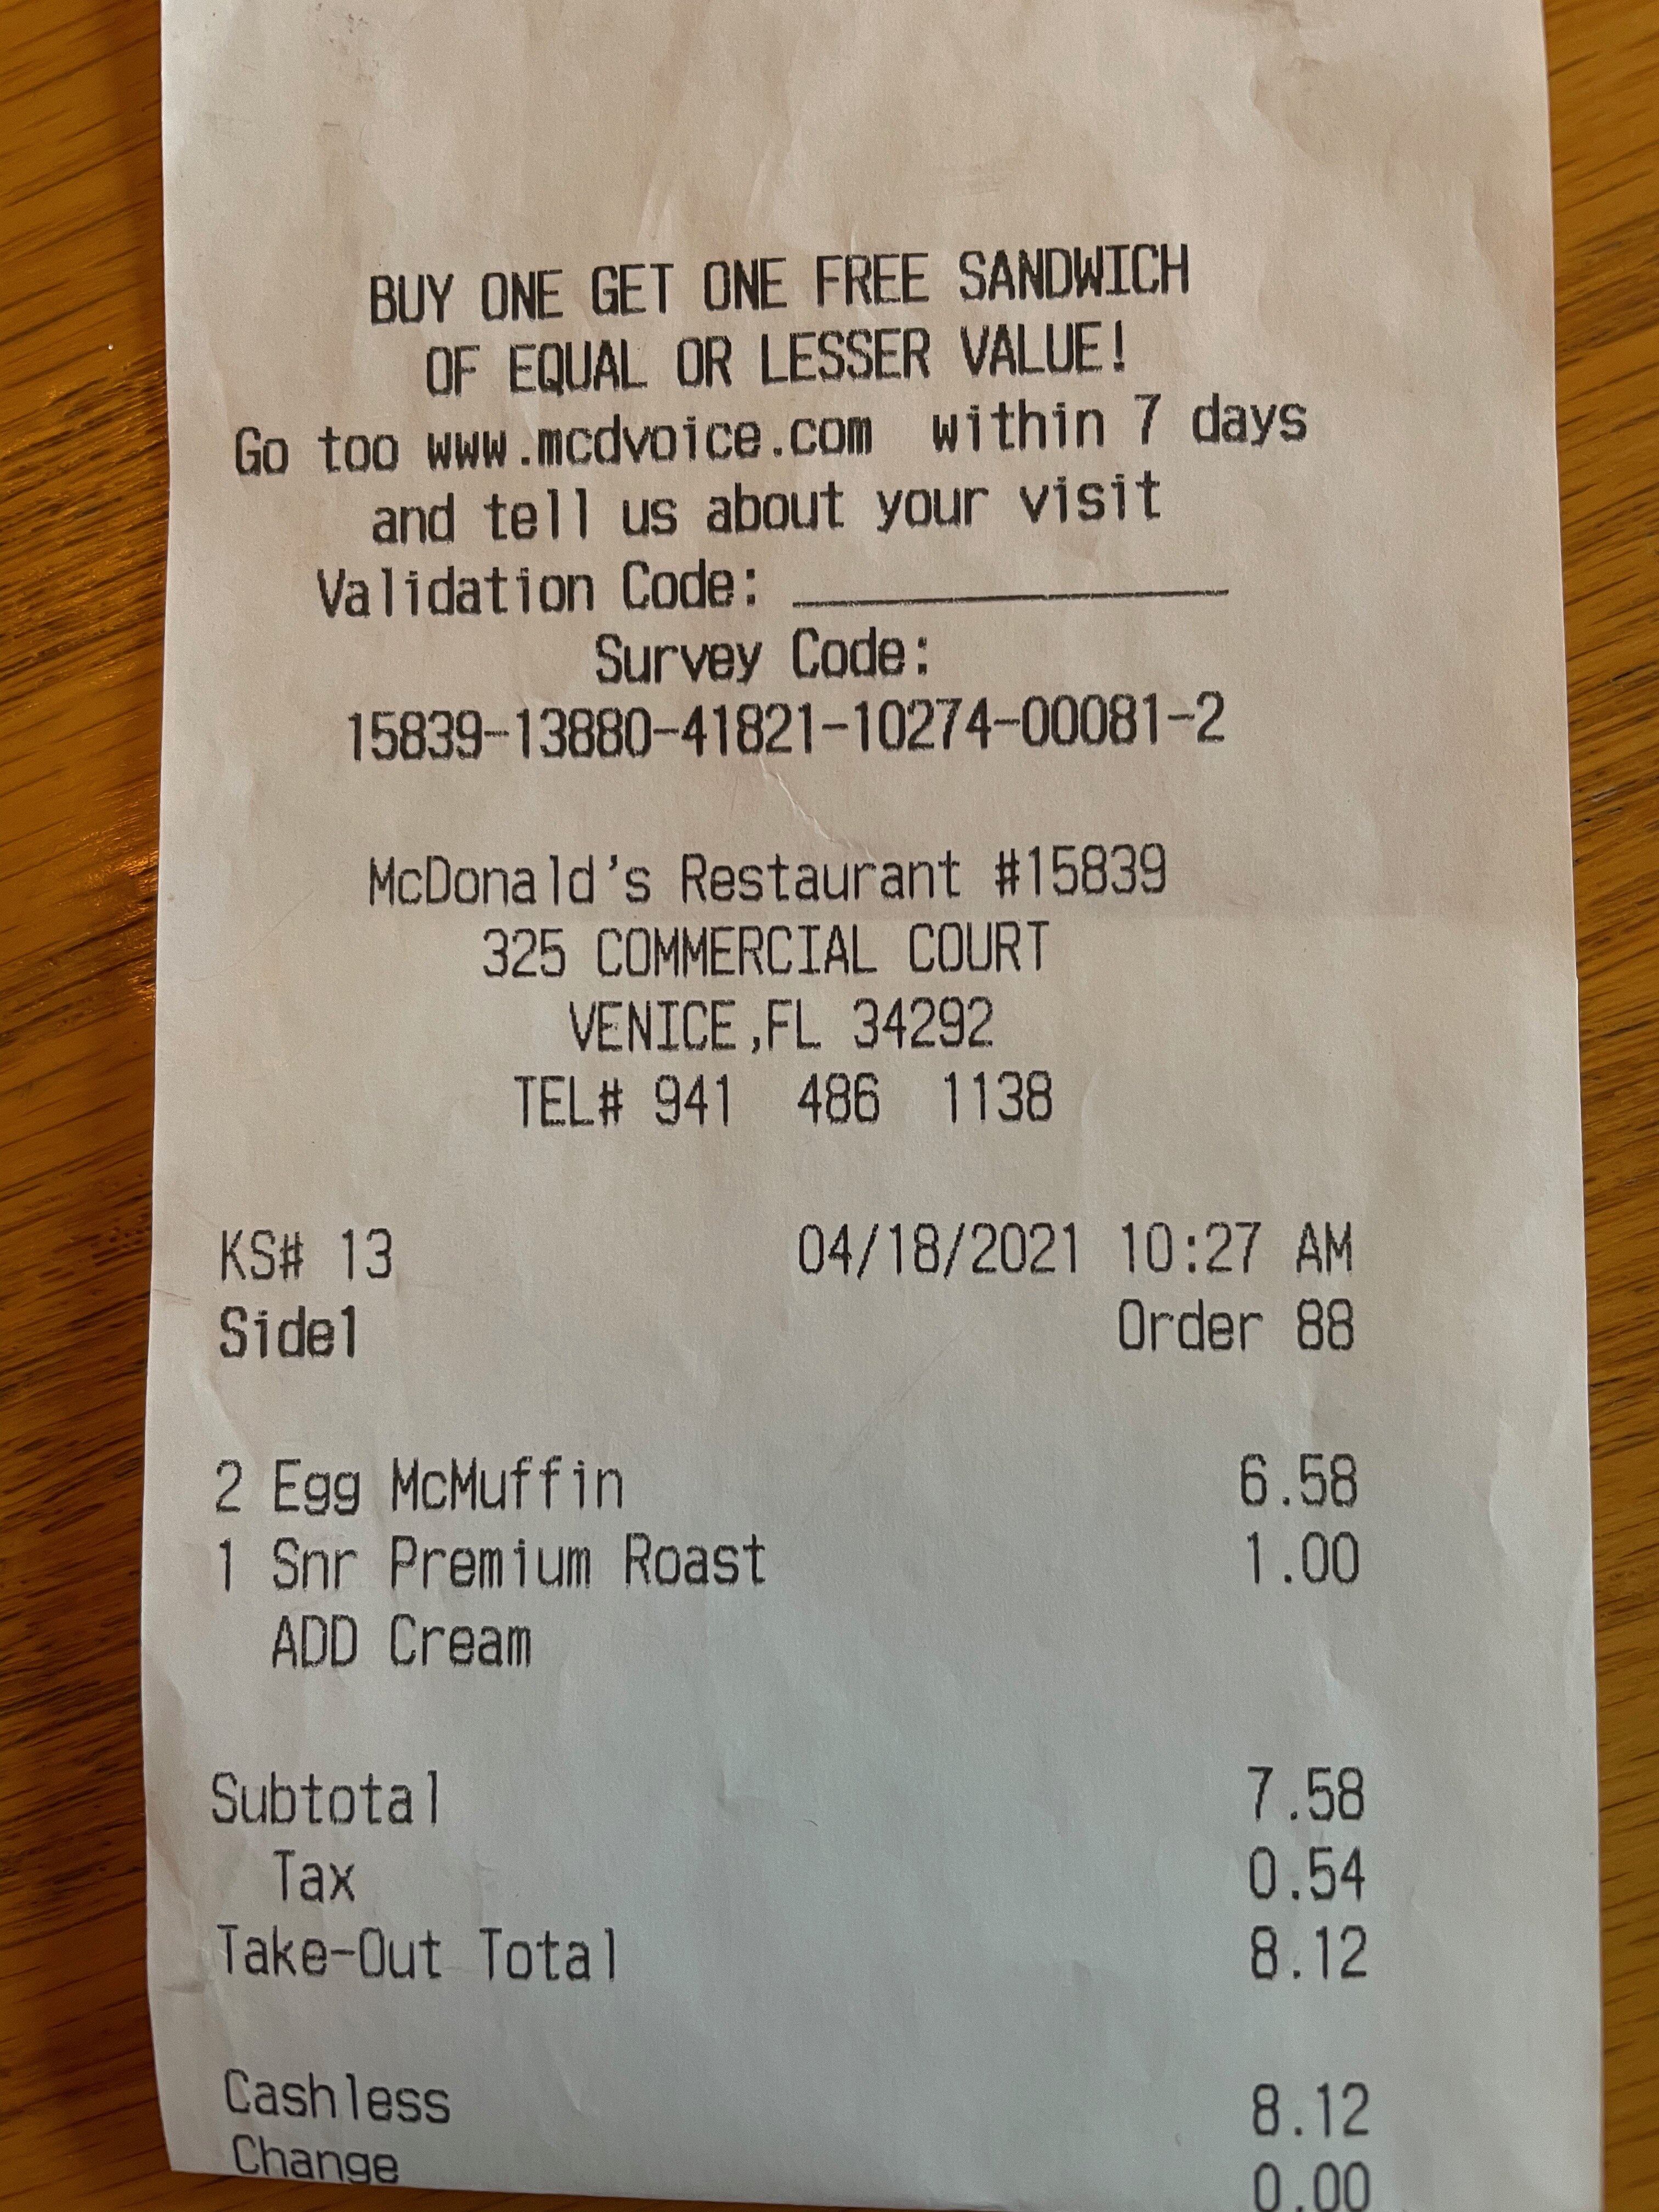 BUY ONE GET ONE FREE SANDWICH
OF EQUAL OR LESSER VALUE!
Go too www.mcdvoice.com within 7 days
and tell us about your visit
Validation Code: _______________
Survey Code:
15839-13880-41821-10274-00081-2
McDonald's Restaurant #15839
325 COMMERCIAL COURT
VENICE,FL 34292
TEL# 941 486 1138
KS# 13 04/18/2021 10:27 AM
Side1 Order 88
2 Egg McMuffin 6.58
1 Snr Premium Roast 1.00
ADD Cream
Subtotal 7.58
Tax 0.54
Take-Out Total 8.12
Cashless 8.12
Change 0.00